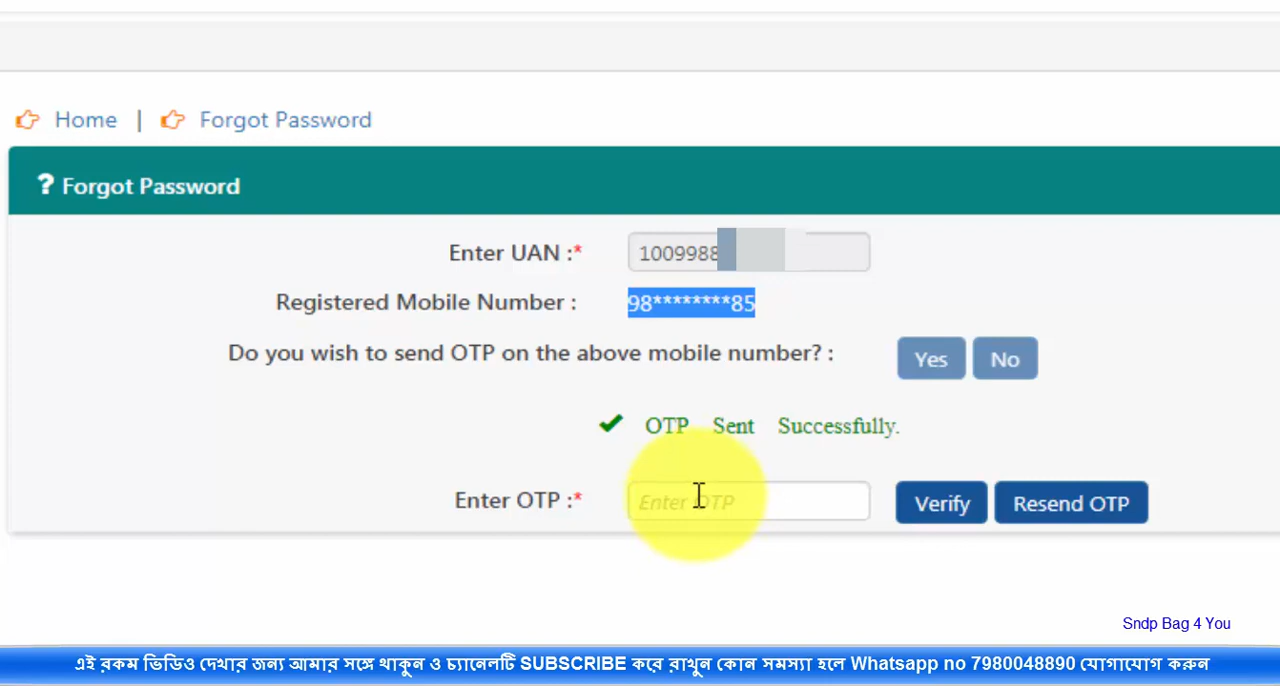 Home | Forgot Password
? Forgot Password
Enter UAN :* 1009988
Registered Mobile Number : 98********85
Do you wish to send OTP on the above mobile number? : Yes No
OTP Sent Successfully.
Enter OTP :* Enter OTP Verify Resend OTP
Sndp Bag 4 You
এই রকম ভিডিও দেখার জন্য আমার সঙ্গে থাকুন ও চ্যানেলটি SUBSCRIBE করে রাখুন কোন সমস্যা হলে Whatsapp no 7980048890 যোগাযোগ করুন